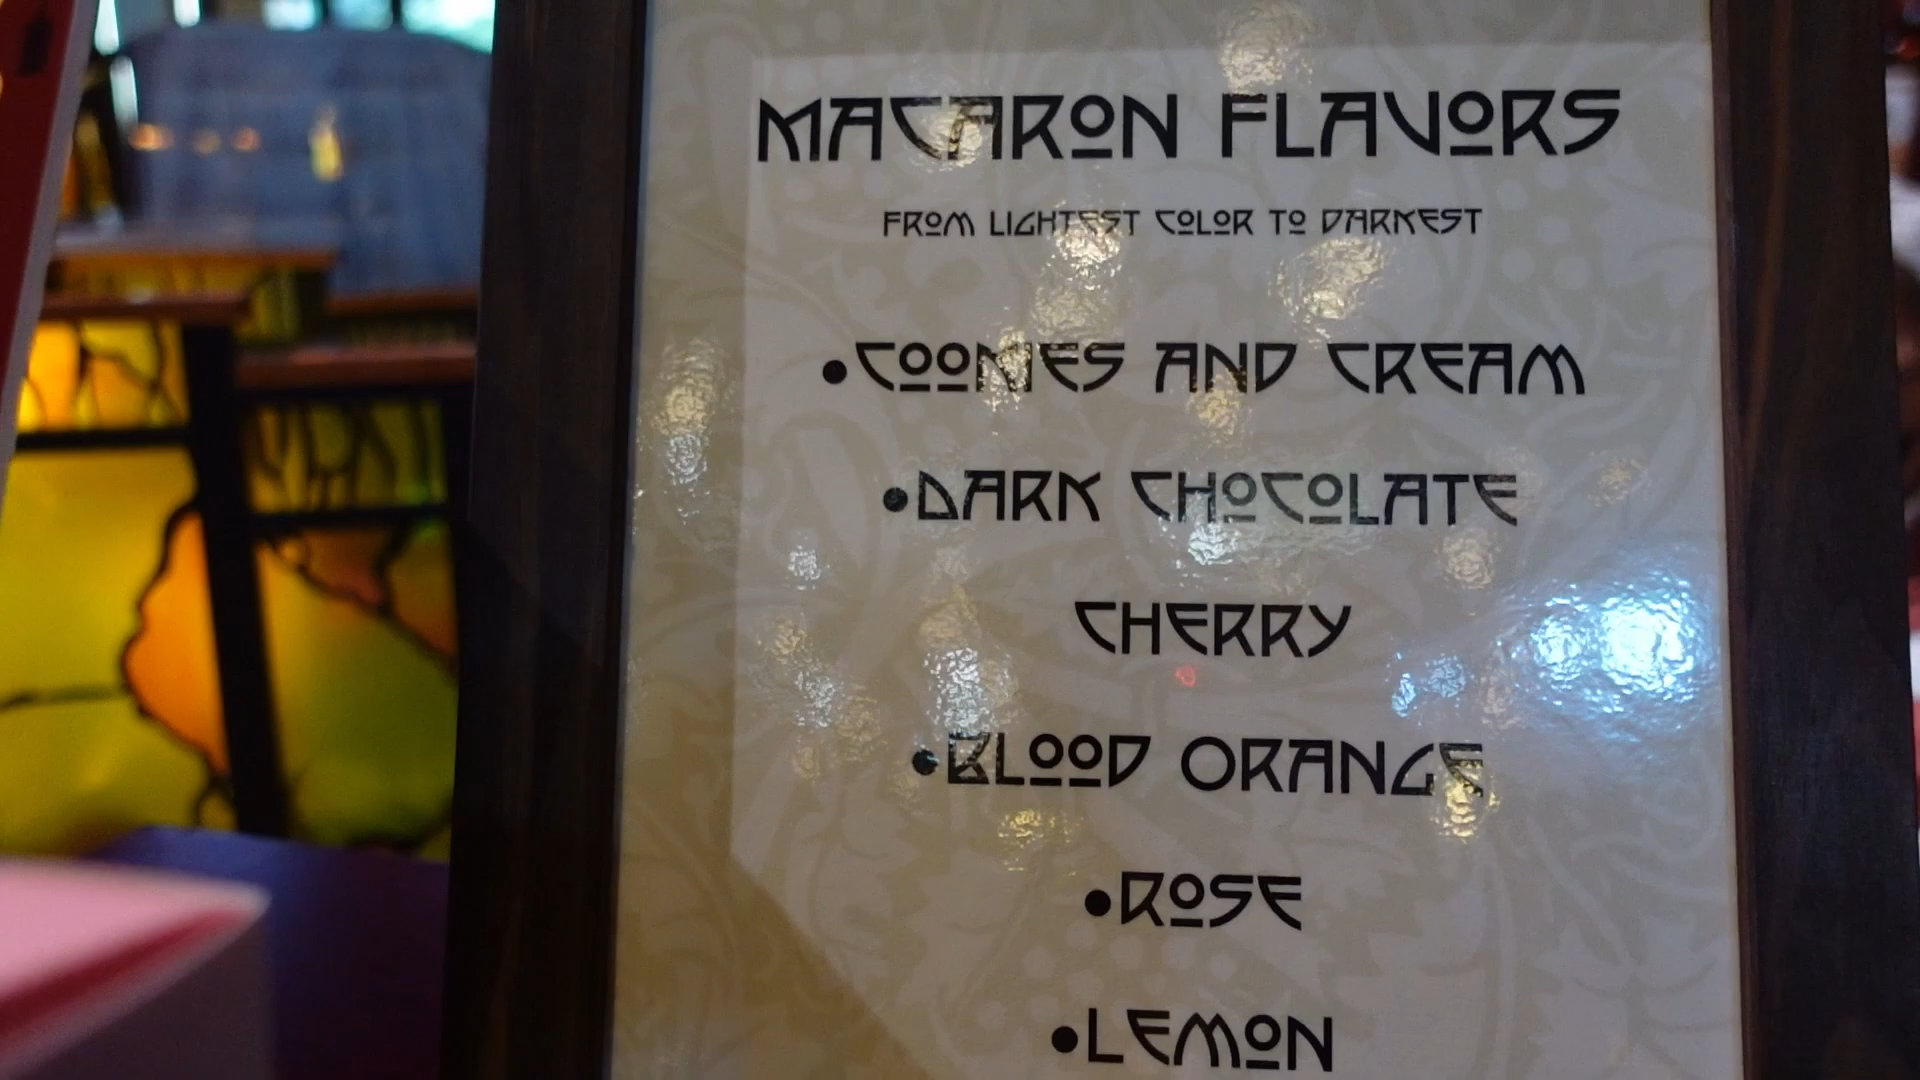 MACARON FLAVORS
FROM LIGHTEST COLOR TO DARKEST
•COOKIES AND CREAM
•DARK CHOCOLATE
CHERRY
•BLOOD ORANGE
•ROSE
•LEMON